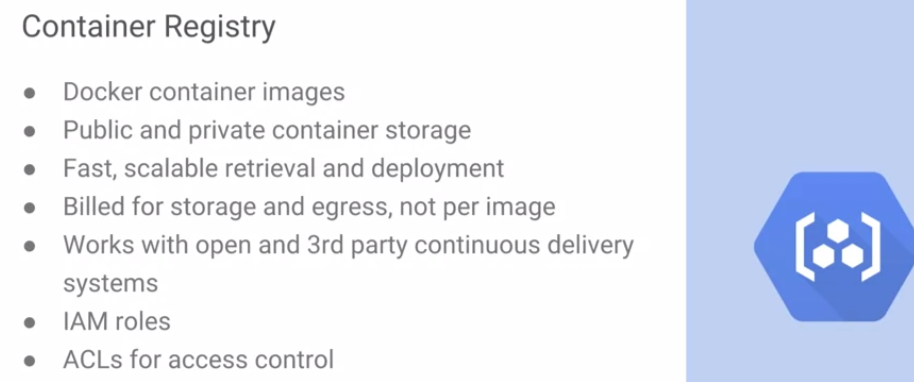 Container Registry
● Docker container images
● Public and private container storage
● Fast, scalable retrieval and deployment
● Billed for storage and egress, not per image
● Works with open and 3rd party continuous delivery
systems
● IAM roles
● ACLs for access control